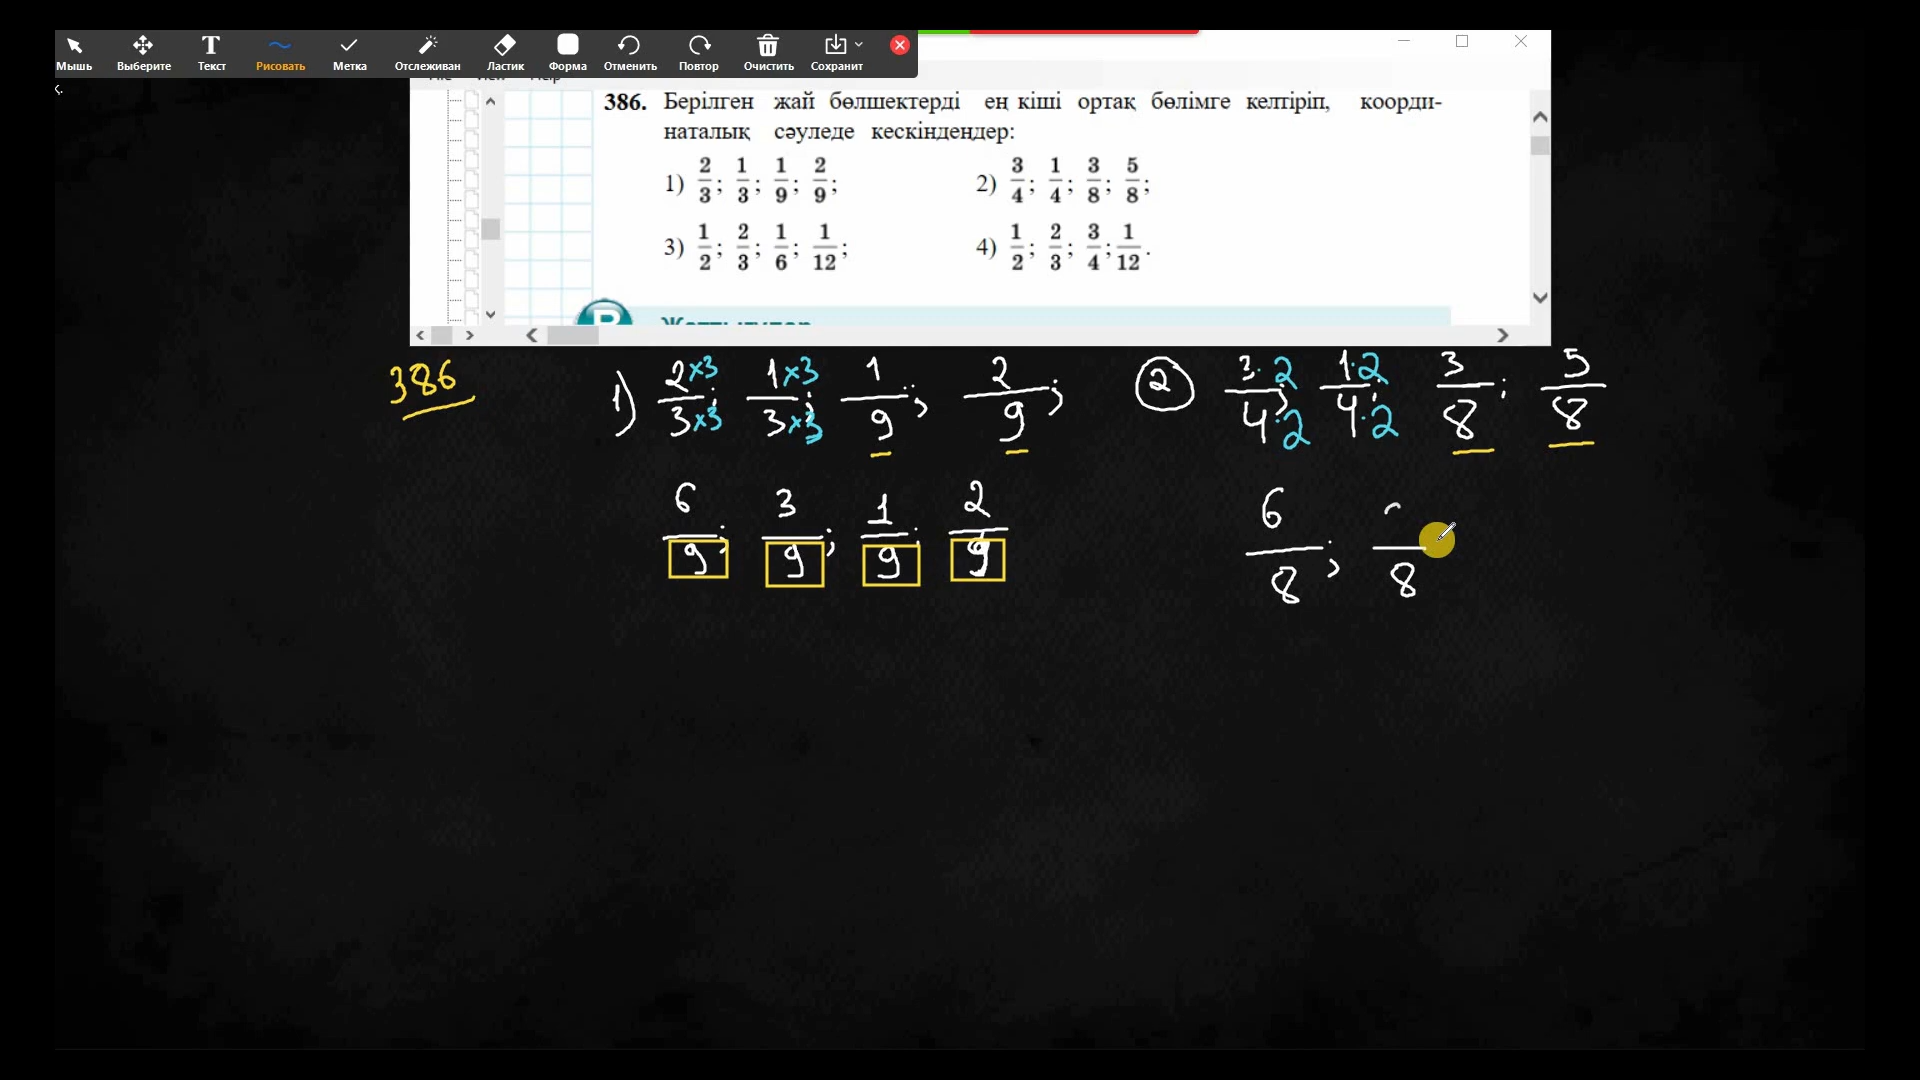 Мышь Выберите Текст Рисовать Метка Отслеживан Ластик Форма Отменить Повтор Очистить Сохранит
386. Берілген жай бөлшектерді ең кіші ортақ бөлімге келтіріп, коорди-
наталық сәуледе кескіндендер:
1) 2/3; 1/3; 1/9; 2/9; 2) 3/4; 1/4; 3/8; 5/8;
3) 1/2; 2/3; 1/6; 1/12; 4) 1/2; 2/3; 3/4; 1/12.
386 1) 2×3/3×3; 1×3/3×3; 1/9; 2/9; 2 3·2/4·2; 1·2/4·2; 3/8; 5/8
6/9; 3/9; 1/9; 2/9 6/8; /8